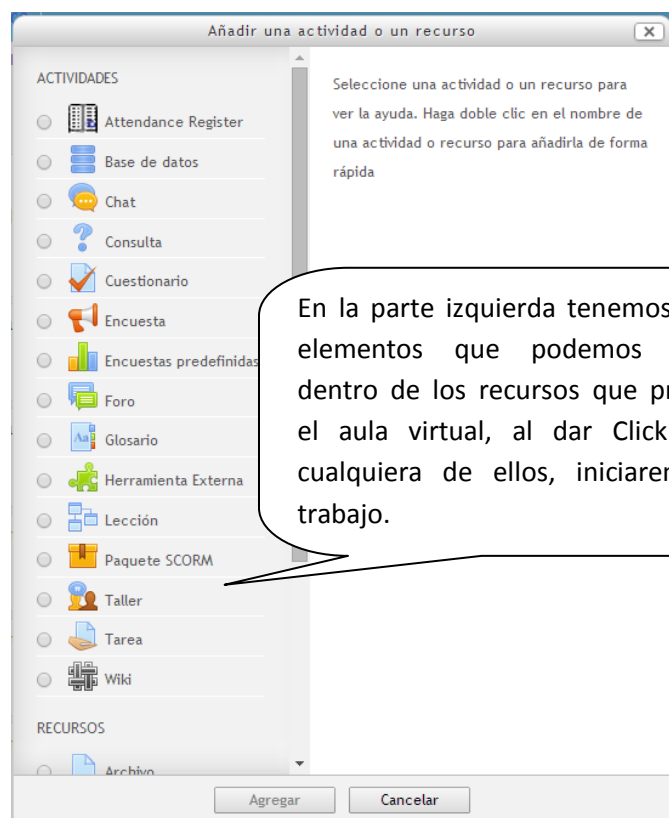 Añadir una actividad o un recurso
ACTIVIDADES
Attendance Register
Base de datos
Chat
Consulta
Cuestionario
Encuesta
Encuestas predefinidas
Foro
Glosario
Herramienta Externa
Lección
Paquete SCORM
Taller
Tarea
Wiki
RECURSOS
Archivo
Seleccione una actividad o un recurso para
ver la ayuda. Haga doble clic en el nombre de
una actividad o recurso para añadirla de forma
rápida
En la parte izquierda tenemos
elementos que podemos
dentro de los recursos que
el aula virtual, al dar Click
cualquiera de ellos,
trabajo.
Agregar
Cancelar